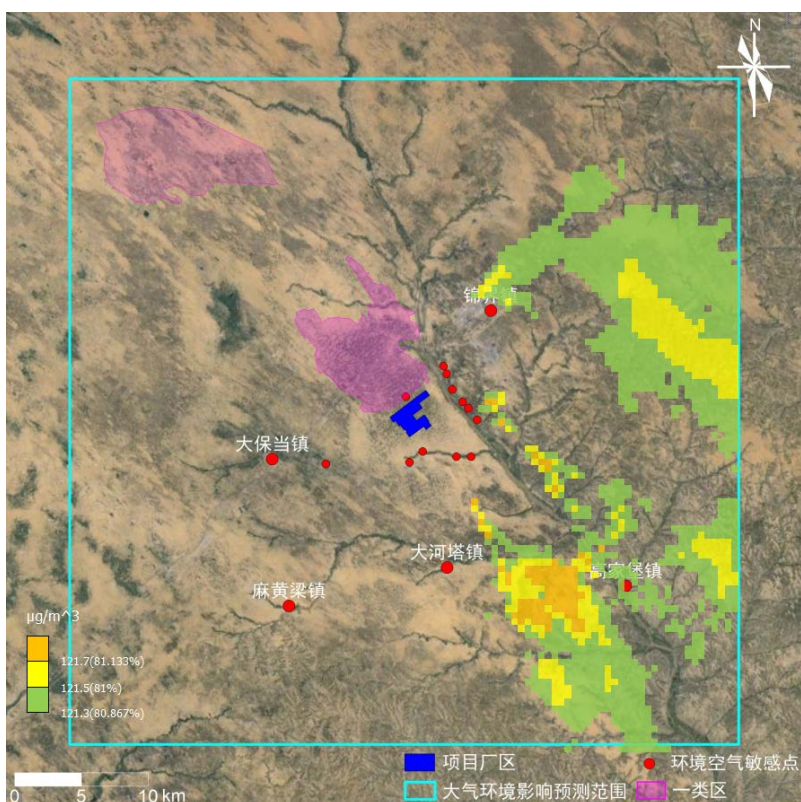 N
锦界镇
大保当镇
大河塔镇
高家堡镇
麻黄梁镇
μg/m^3
121.7(81.133%)
121.5(81%)
121.3(80.867%)
项目厂区
环境空气敏感点
大气环境影响预测范围
一类区
0 5 10 km